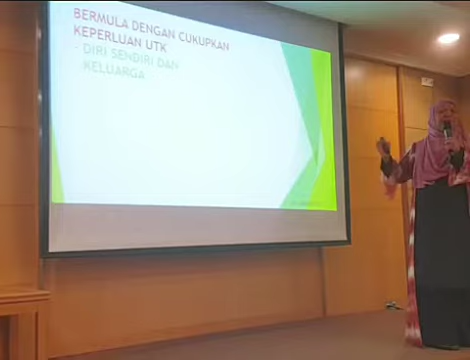 BERMULA DENGAN CUKUPKAN
KEPERLUAN UTK
- DIRI SENDIRI DAN
KELUARGA